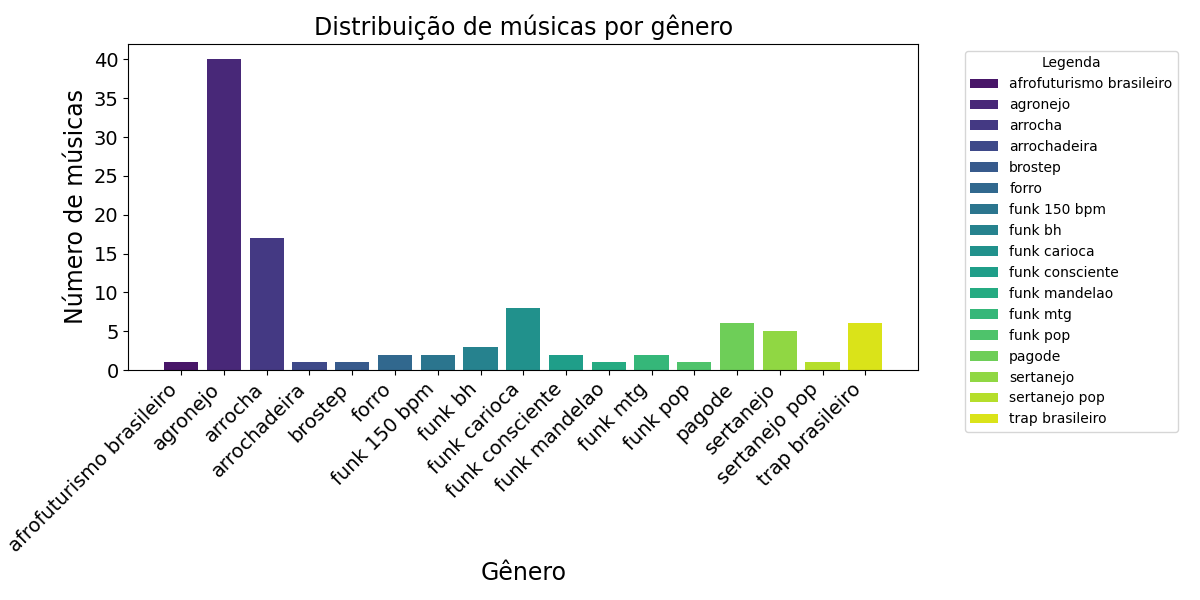 Distribuição de músicas por gênero
Número de músicas
40
35
30
25
20
15
10
5
0
afrofuturismo brasileiro
agronejo
arrocha
arrochadeira
brostep
forro
funk 150 bpm
funk bh
funk carioca
funk consciente
funk mandelao
funk mtg
funk pop
pagode
sertanejo
sertanejo pop
trap brasileiro
Gênero
Legenda
afrofuturismo brasileiro
agronejo
arrocha
arrochadeira
brostep
forro
funk 150 bpm
funk bh
funk carioca
funk consciente
funk mandelao
funk mtg
funk pop
pagode
sertanejo
sertanejo pop
trap brasileiro